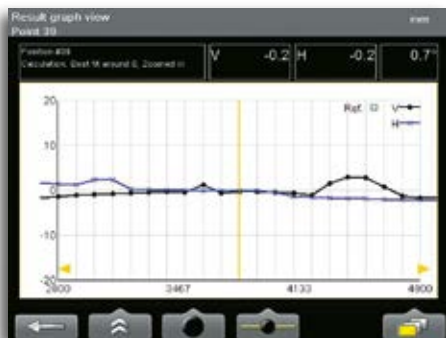 Result graph view mm
Point 39
Position #39
Calculation: Best fit around 0, Zoomed in
V -0.2 H -0.2 0.7°
20
Ref. V
H
10
0
-10
-20
2800 3467 4133 4800